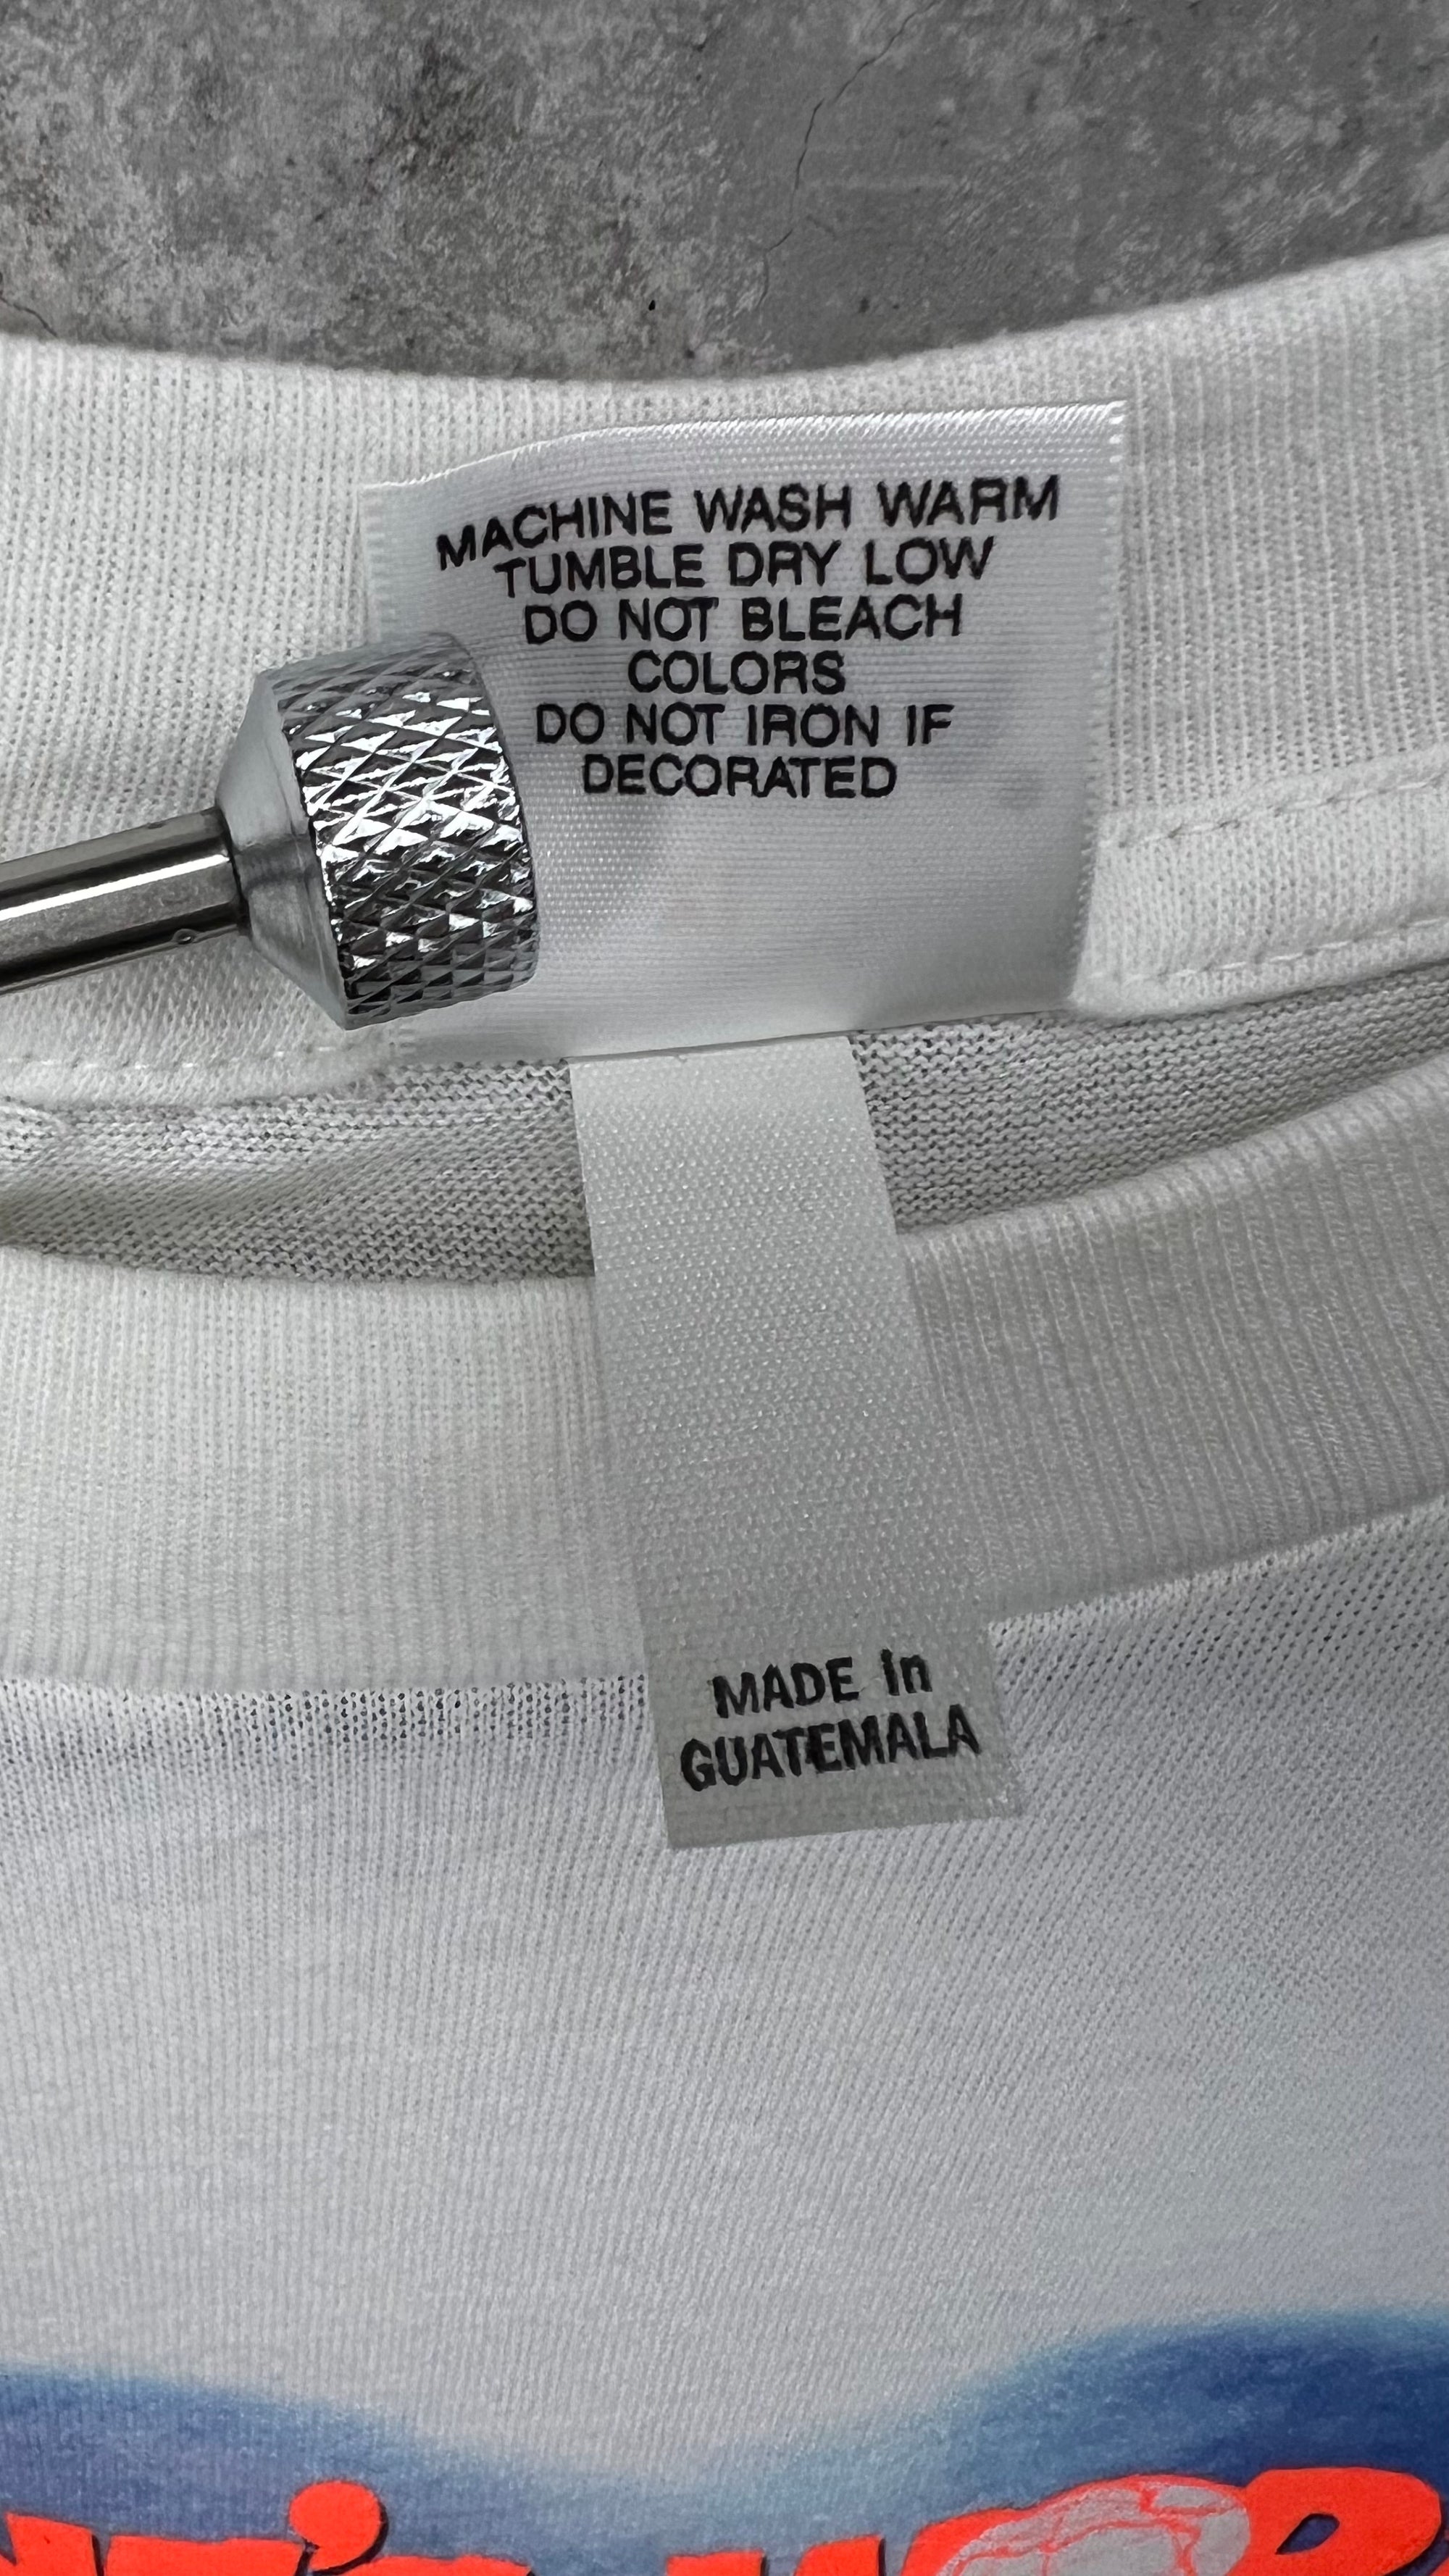 MACHINE WASH WARM
TUMBLE DRY LOW
DO NOT BLEACH
COLORS
DO NOT IRON IF
DECORATED
MADE In
GUATEMALA